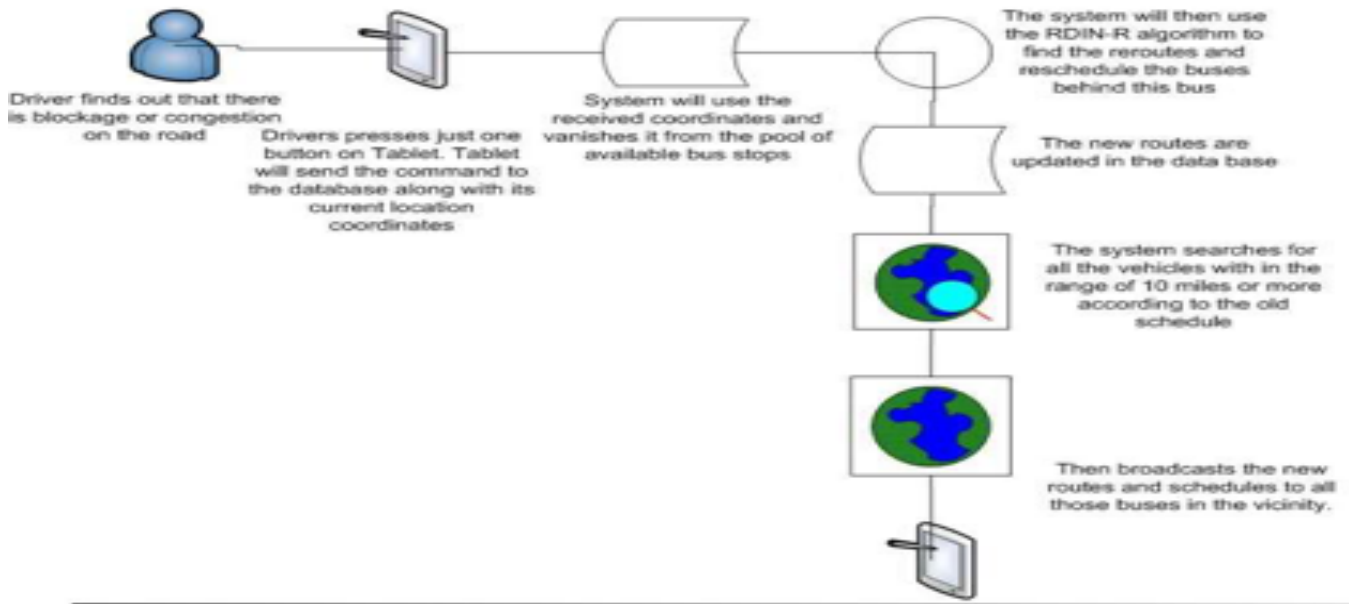 Driver finds out that there
is blockage or congestion
on the road
Drivers presses just one
button on Tablet. Tablet
will send the command to
the database along with its
current location
coordinates
System will use the
received coordinates and
vanishes it from the pool of
available bus stops
The system will then use
the RDIN-R algorithm to
find the reroutes and
reschedule the buses
behind this bus
The new routes are
updated in the data base
The system searches for
all the vehicles with in the
range of 10 miles or more
according to the old
schedule
Then broadcasts the new
routes and schedules to all
those buses in the vicinity.